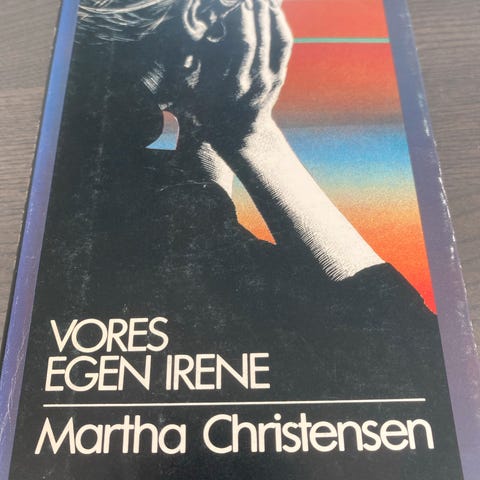 VORES
EGEN IRENE
Martha Christensen